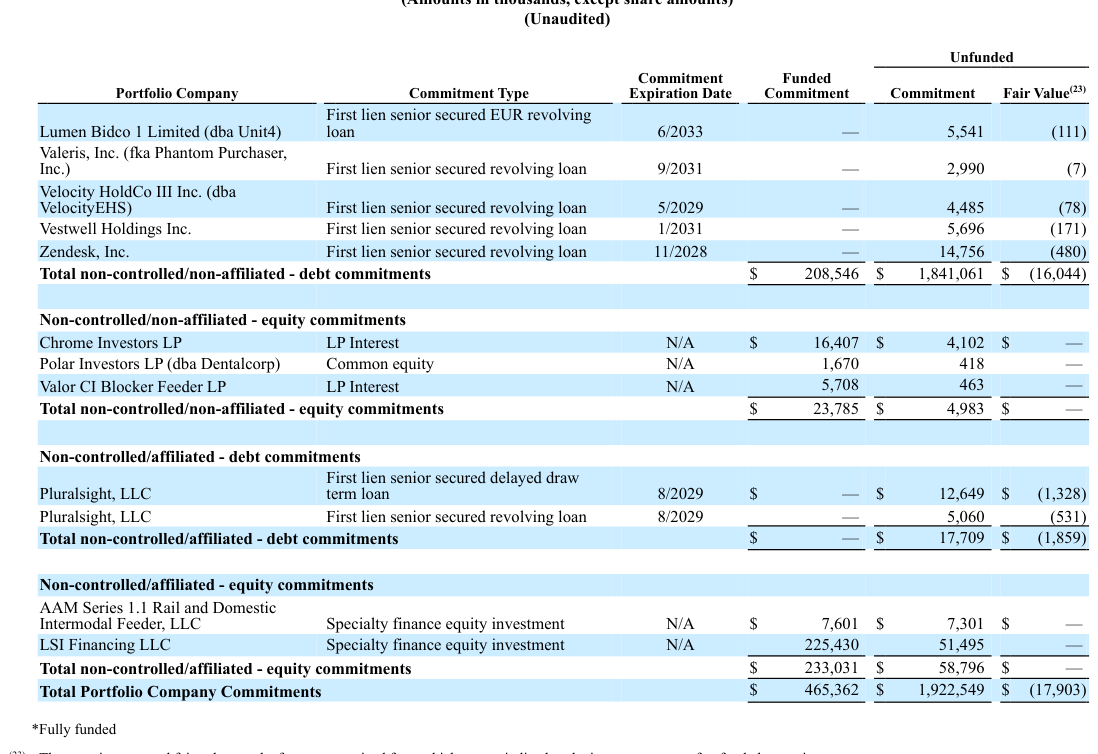 (Amounts in thousands, except share amounts)
(Unaudited)
Unfunded
Portfolio Company Commitment Type Commitment Expiration Date Funded Commitment Commitment Fair Value(23)
Lumen Bidco 1 Limited (dba Unit4) First lien senior secured EUR revolving loan 6/2033 — 5,541 (111)
Valeris, Inc. (fka Phantom Purchaser, Inc.) First lien senior secured revolving loan 9/2031 — 2,990 (7)
Velocity HoldCo III Inc. (dba VelocityEHS) First lien senior secured revolving loan 5/2029 — 4,485 (78)
Vestwell Holdings Inc. First lien senior secured revolving loan 1/2031 — 5,696 (171)
Zendesk, Inc. First lien senior secured revolving loan 11/2028 — 14,756 (480)
Total non-controlled/non-affiliated - debt commitments $ 208,546 $ 1,841,061 $ (16,044)
Non-controlled/non-affiliated - equity commitments
Chrome Investors LP LP Interest N/A $ 16,407 $ 4,102 $ —
Polar Investors LP (dba Dentalcorp) Common equity N/A 1,670 418 —
Valor CI Blocker Feeder LP LP Interest N/A 5,708 463 —
Total non-controlled/non-affiliated - equity commitments $ 23,785 $ 4,983 $ —
Non-controlled/affiliated - debt commitments
Pluralsight, LLC First lien senior secured delayed draw term loan 8/2029 $ — $ 12,649 $ (1,328)
Pluralsight, LLC First lien senior secured revolving loan 8/2029 — 5,060 (531)
Total non-controlled/affiliated - debt commitments $ — $ 17,709 $ (1,859)
Non-controlled/affiliated - equity commitments
AAM Series 1.1 Rail and Domestic Intermodal Feeder, LLC Specialty finance equity investment N/A $ 7,601 $ 7,301 $ —
LSI Financing LLC Specialty finance equity investment N/A 225,430 51,495 —
Total non-controlled/affiliated - equity commitments $ 233,031 $ 58,796 $ —
Total Portfolio Company Commitments $ 465,362 $ 1,922,549 $ (17,903)
*Fully funded